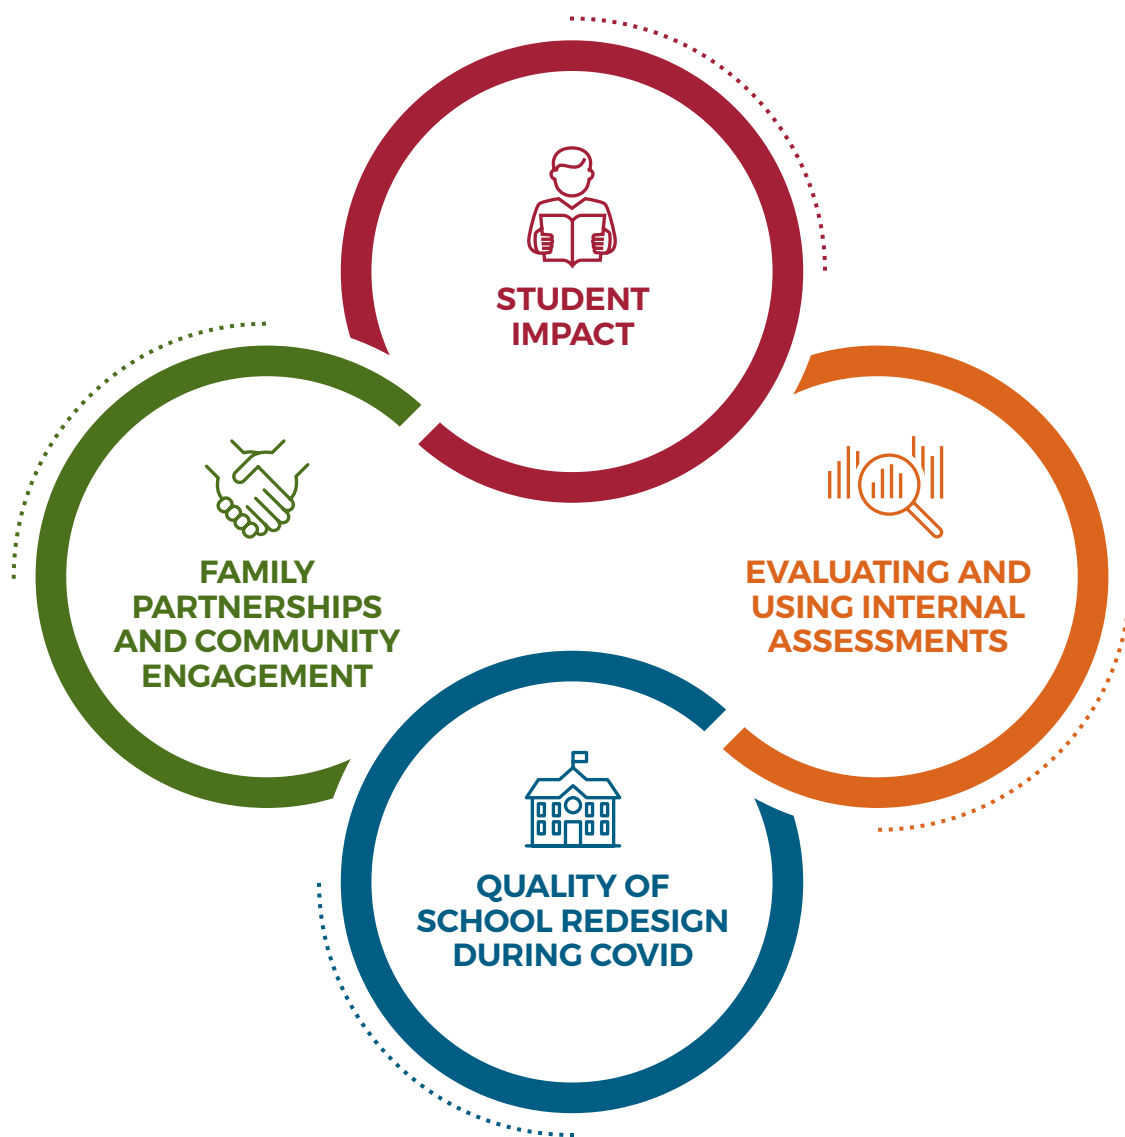 STUDENT
IMPACT
FAMILY
PARTNERSHIPS
AND COMMUNITY
ENGAGEMENT
EVALUATING AND
USING INTERNAL
ASSESSMENTS
QUALITY OF
SCHOOL REDESIGN
DURING COVID